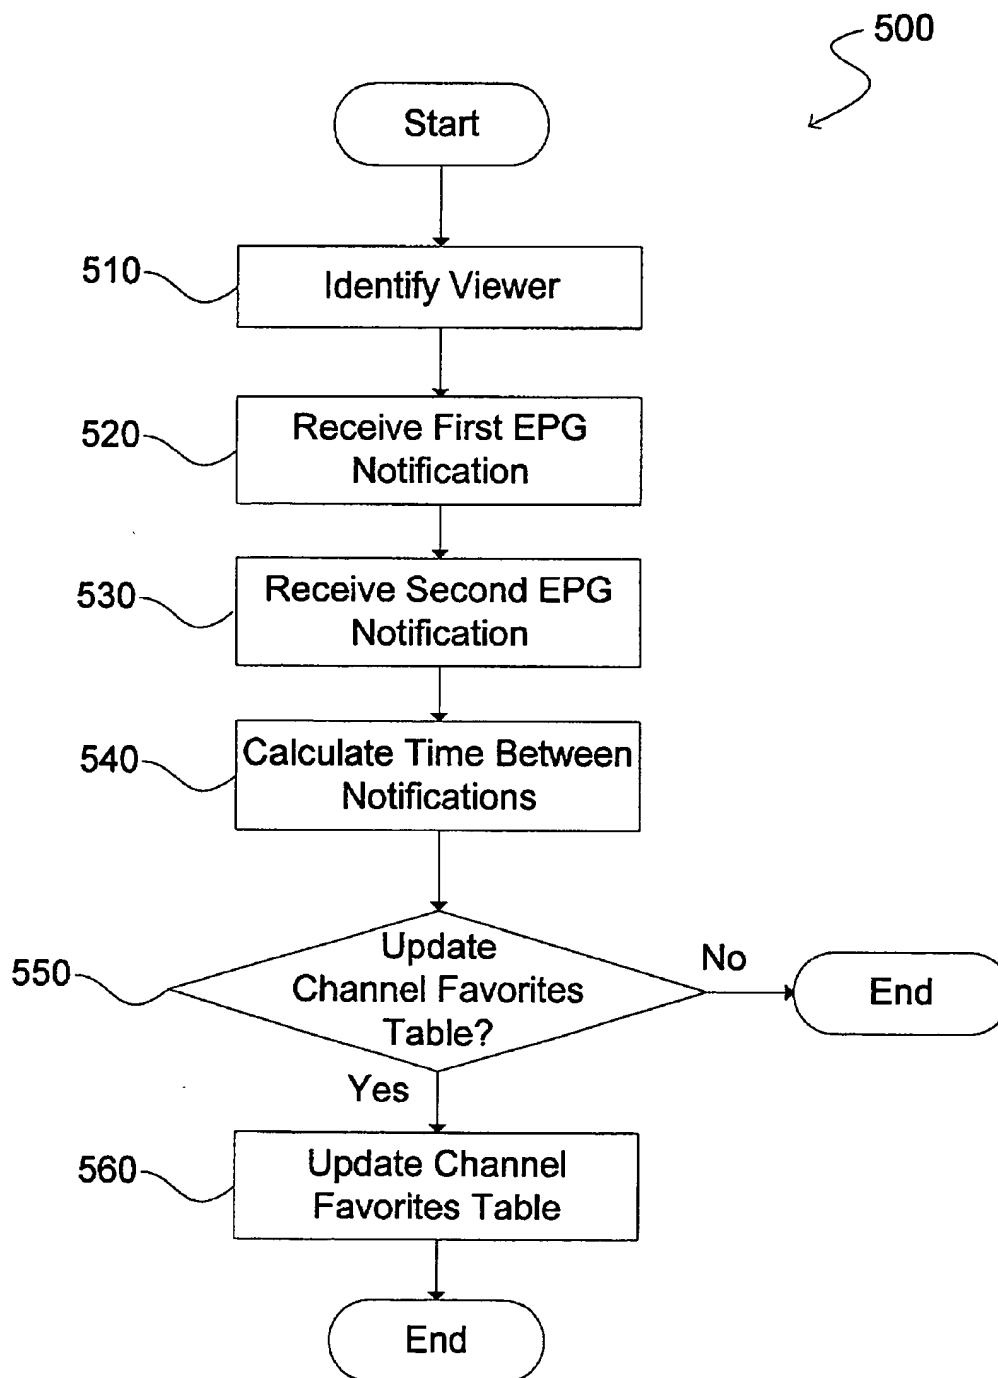 500
Start
510
Identify Viewer
520
Receive First EPG
Notification
530
Receive Second EPG
Notification
540
Calculate Time Between
Notifications
550
Update
Channel Favorites
Table?
No
End
Yes
560
Update Channel
Favorites Table
End